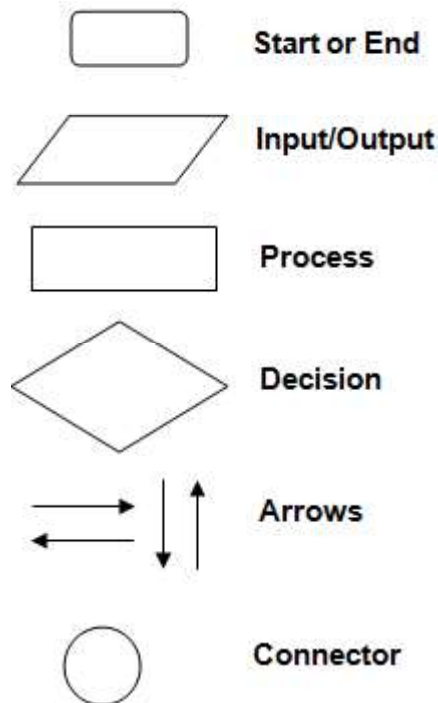 Start or End
Input/Output
Process
Decision
Arrows
Connector